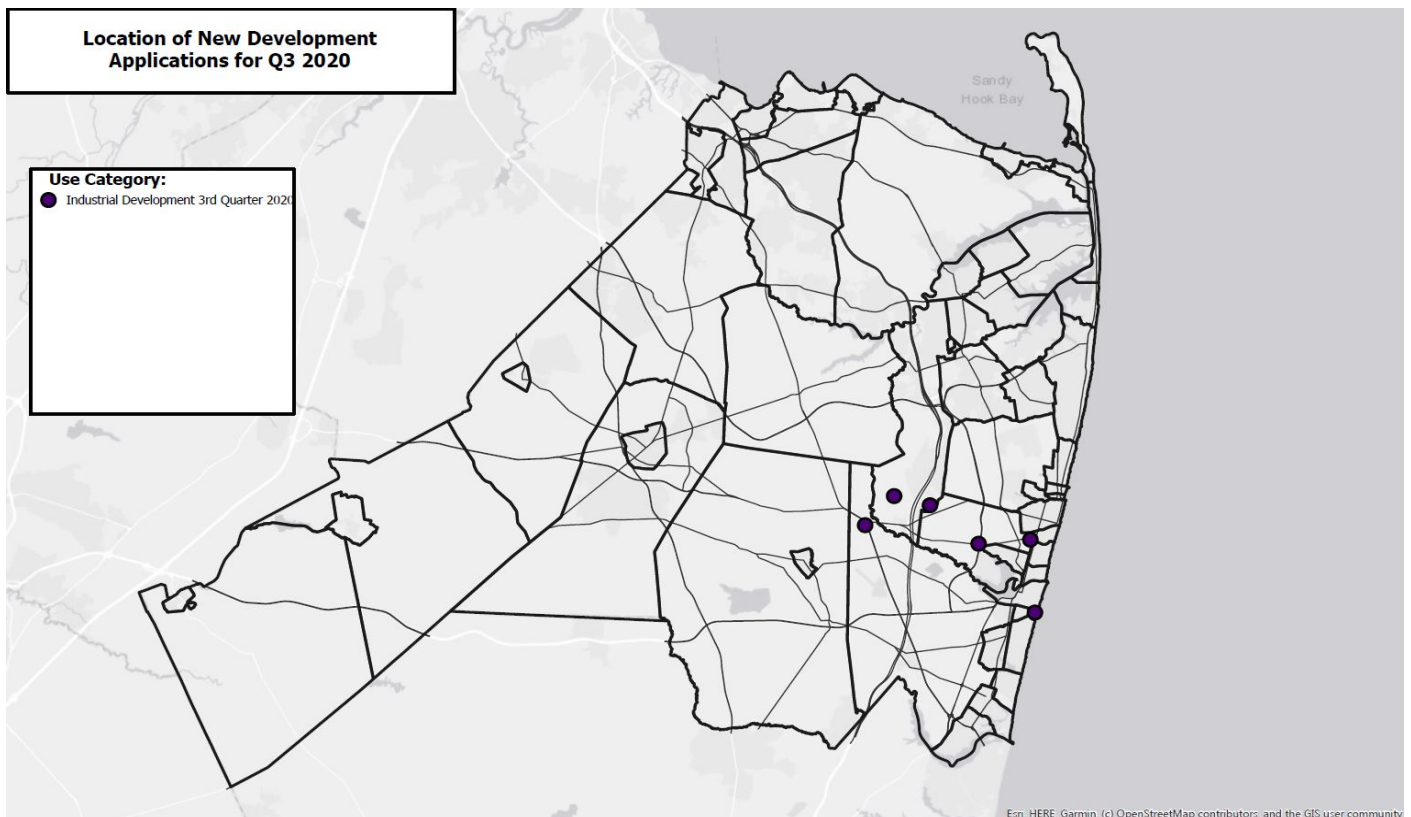 Location of New Development
Applications for Q3 2020
Sandy
Hook Bay
Use Category:
Industrial Development 3rd Quarter 2020
Esri, HERE, Garmin, (c) OpenStreetMap contributors, and the GIS user community